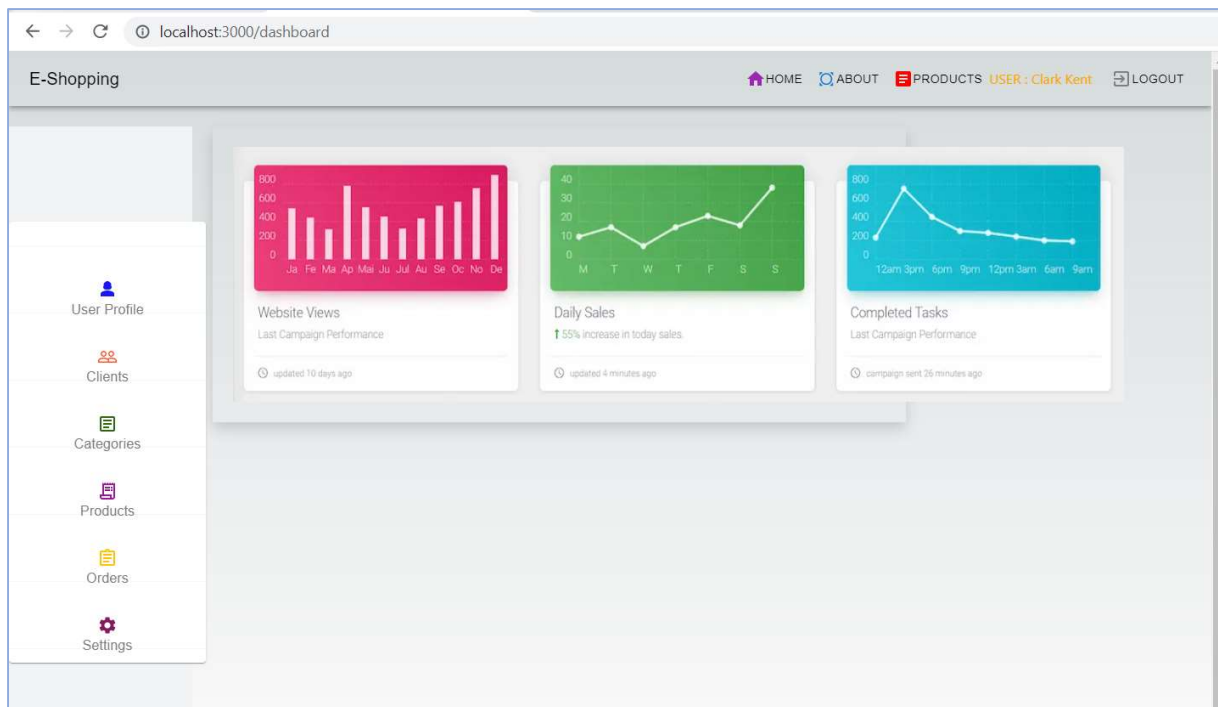 localhost:3000/dashboard
E-Shopping
HOME ABOUT PRODUCTS USER : Clark Kent LOGOUT
User Profile
Clients
Categories
Products
Orders
Settings
800
600
400
200
0
Ja Fe Ma Ap Mai Ju Jul Au Se Oc No De
Website Views
Last Campaign Performance
updated 10 days ago
40
30
20
10
0
M T W T F S S
Daily Sales
55% increase in today sales.
updated 4 minutes ago
800
600
400
200
0
12am 3pm 6pm 9pm 12pm 3am 6am 9am
Completed Tasks
Last Campaign Performance
campaign sent 26 minutes ago